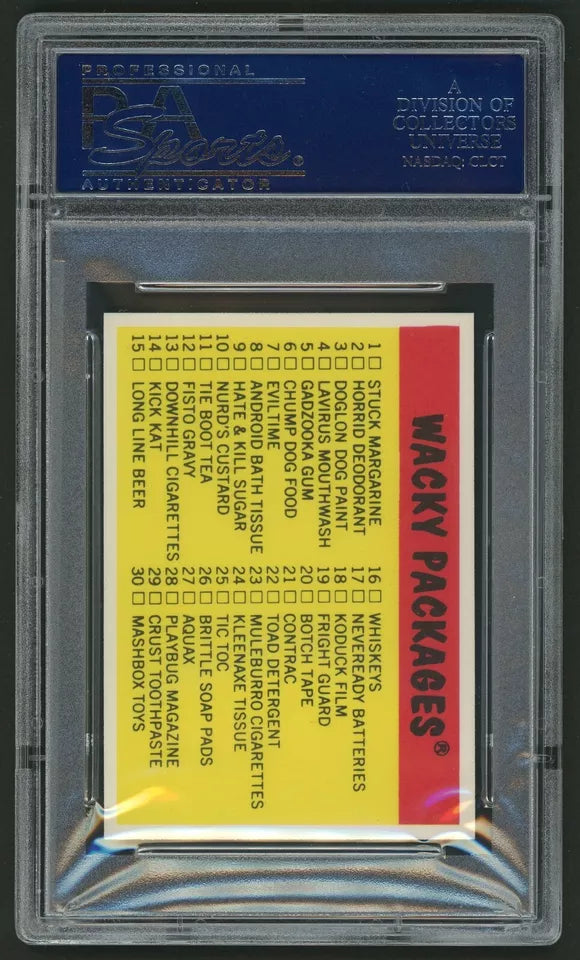 PROFESSIONAL
PSA
Sports®
AUTHENTICATOR
A
DIVISION OF
COLLECTORS
UNIVERSE
NASDAQ: CLCT
WACKY PACKAGES®
1 □ STUCK MARGARINE
2 □ HORRID DEODORANT
3 □ DOGLON DOG PAINT
4 □ LAVIRUS MOUTHWASH
5 □ GADZOOKA GUM
6 □ CHUMP DOG FOOD
7 □ EVILTIME
8 □ ANDROID BATH TISSUE
9 □ HATE & KILL SUGAR
10 □ NURD'S CUSTARD
11 □ TIE BOOT TEA
12 □ FISTO GRAVY
13 □ DOWNHILL CIGARETTES
14 □ KICK KAT
15 □ LONG LINE BEER
16 □ WHISKEYS
17 □ NEVEREADY BATTERIES
18 □ KODUCK FILM
19 □ FRIGHT GUARD
20 □ BOTCH TAPE
21 □ CONTRAC
22 □ TOAD DETERGENT
23 □ MULEBURRO CIGARETTES
24 □ KLEENAXE TISSUE
25 □ TIC TOC
26 □ BRITTLE SOAP PADS
27 □ AQUAX
28 □ PLAYBUG MAGAZINE
29 □ CRUST TOOTHPASTE
30 □ MASHBOX TOYS